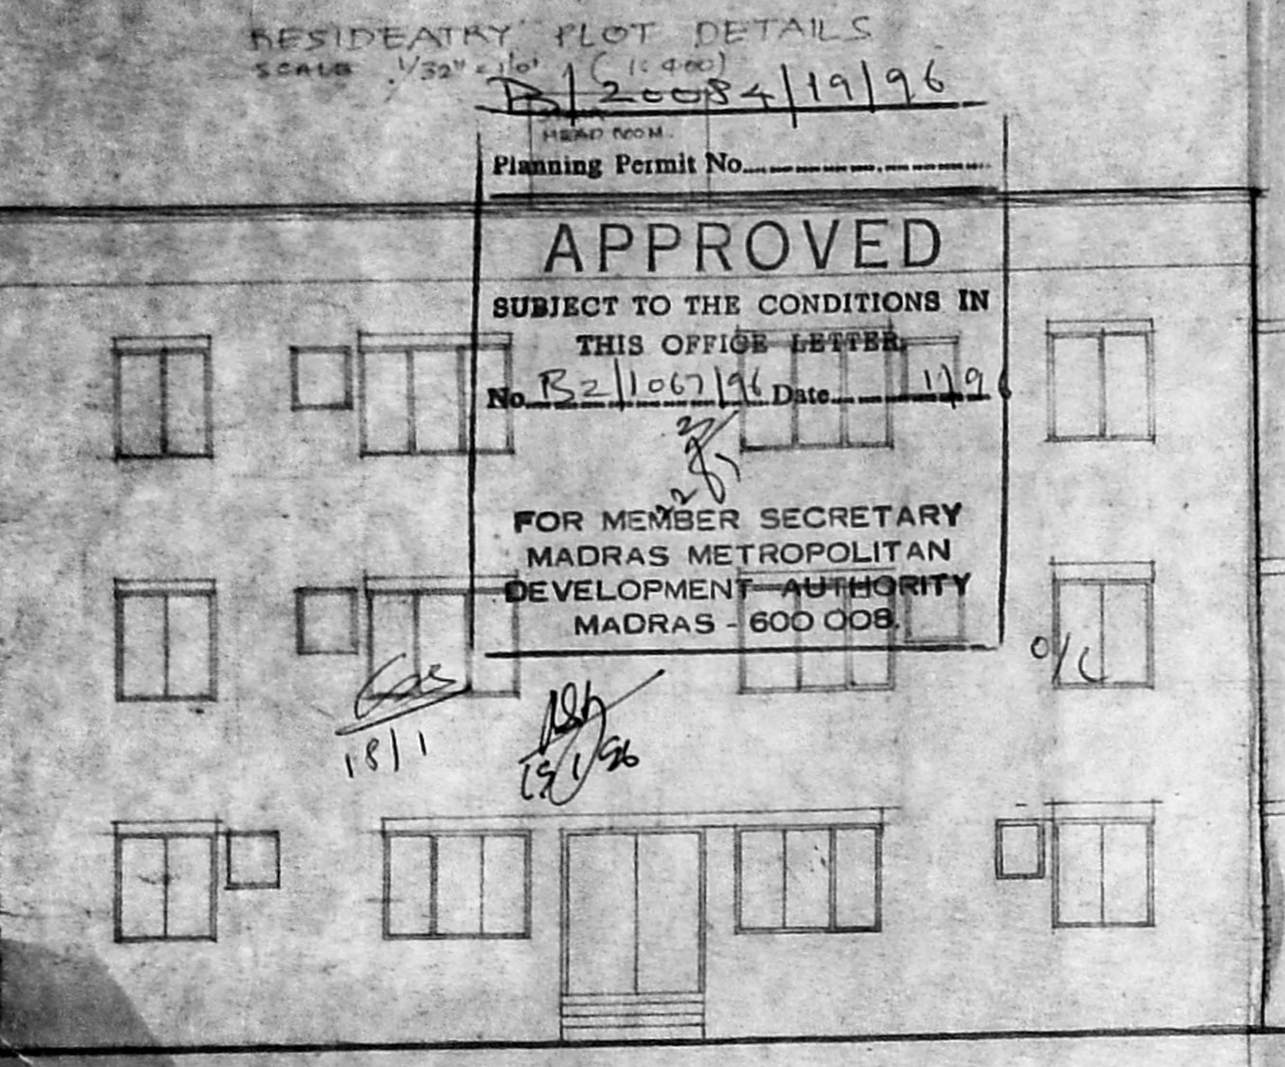 RESIDEATRY PLOT DETAILS
SCALE 1/32" = 1'0" (1:400)
B/20084/19/96
HEAD ROOM.
Planning Permit No.
APPROVED
SUBJECT TO THE CONDITIONS IN
THIS OFFICE LETTER
No. B2/1067/96 Date 1/96
FOR MEMBER SECRETARY
MADRAS METROPOLITAN
DEVELOPMENT AUTHORITY
MADRAS - 600 008.
O/C
18/1